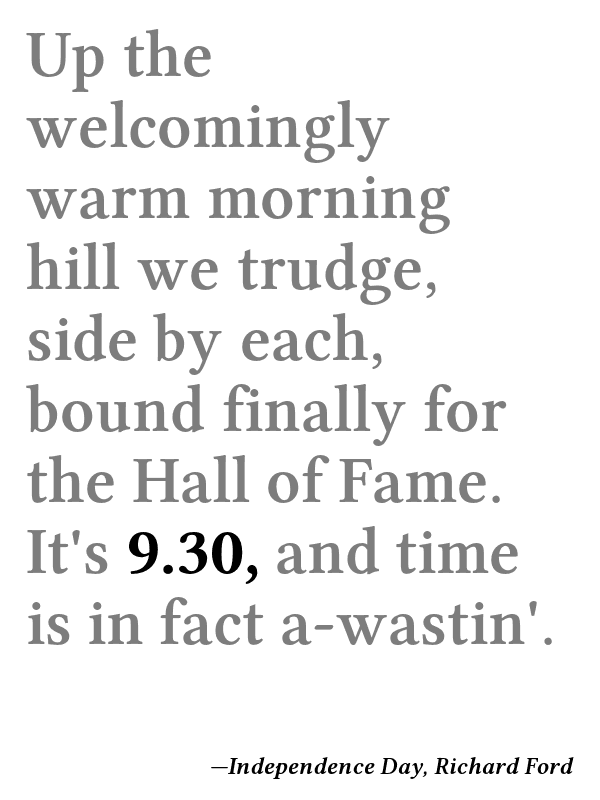 Up the
welcomingly
warm morning
hill we trudge,
side by each,
bound finally for
the Hall of Fame.
It's 9.30, and time
is in fact a-wastin'.
—Independence Day, Richard Ford